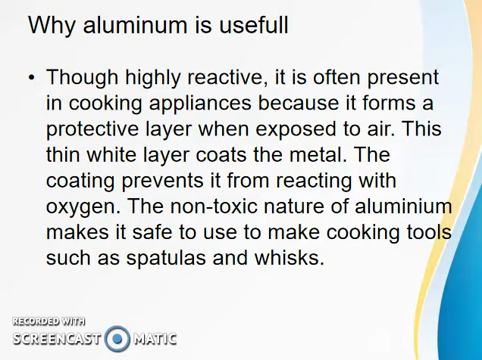 Why aluminum is usefull
• Though highly reactive, it is often present
in cooking appliances because it forms a
protective layer when exposed to air. This
thin white layer coats the metal. The
coating prevents it from reacting with
oxygen. The non-toxic nature of aluminium
makes it safe to use to make cooking tools
such as spatulas and whisks.
RECORDED WITH
SCREENCAST MATIC